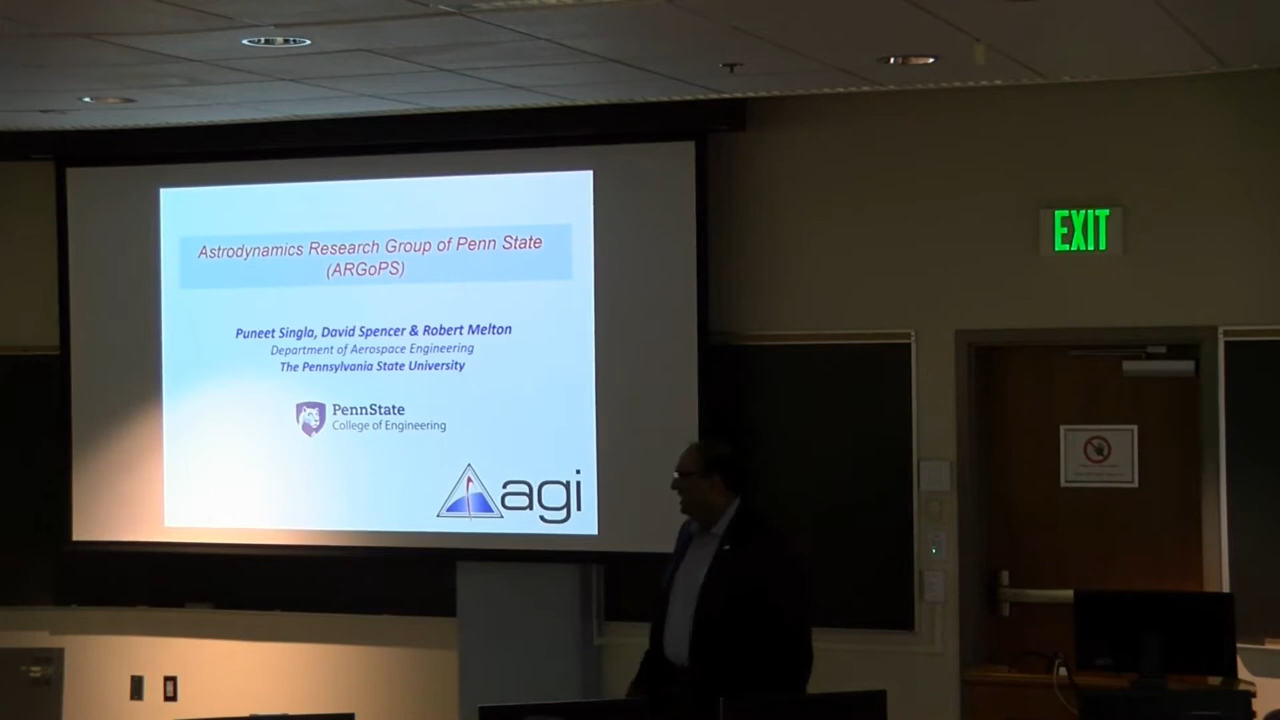 Astrodynamics Research Group of Penn State
(ARGoPS)
Puneet Singla, David Spencer & Robert Melton
Department of Aerospace Engineering
The Pennsylvania State University
PennState
College of Engineering
agi
EXIT